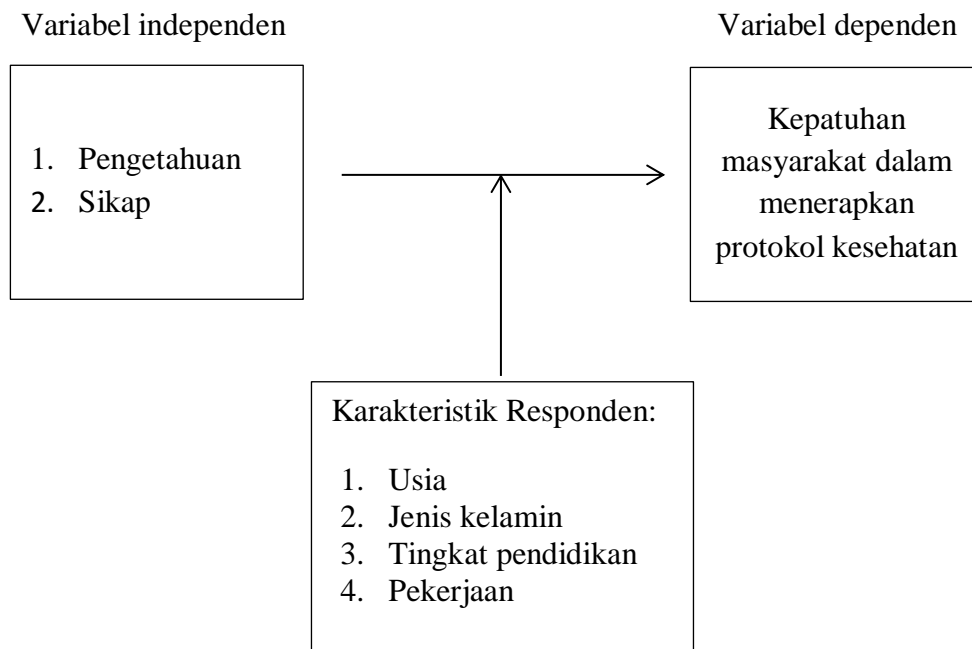 Variabel independen
Variabel dependen
1. Pengetahuan
2. Sikap
Kepatuhan
masyarakat dalam
menerapkan
protokol kesehatan
Karakteristik Responden:
1. Usia
2. Jenis kelamin
3. Tingkat pendidikan
4. Pekerjaan